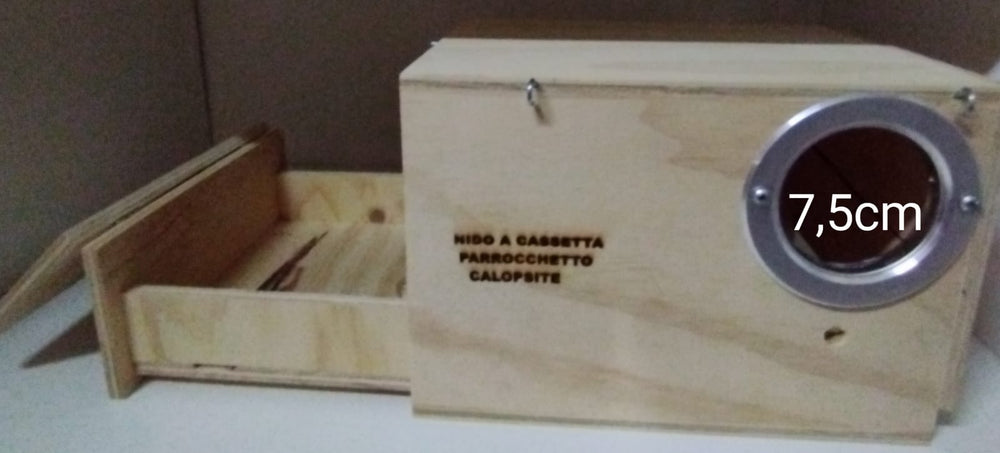 NIDO A CASSETTA
PARROCCHETTO
CALOPSITE
7,5cm